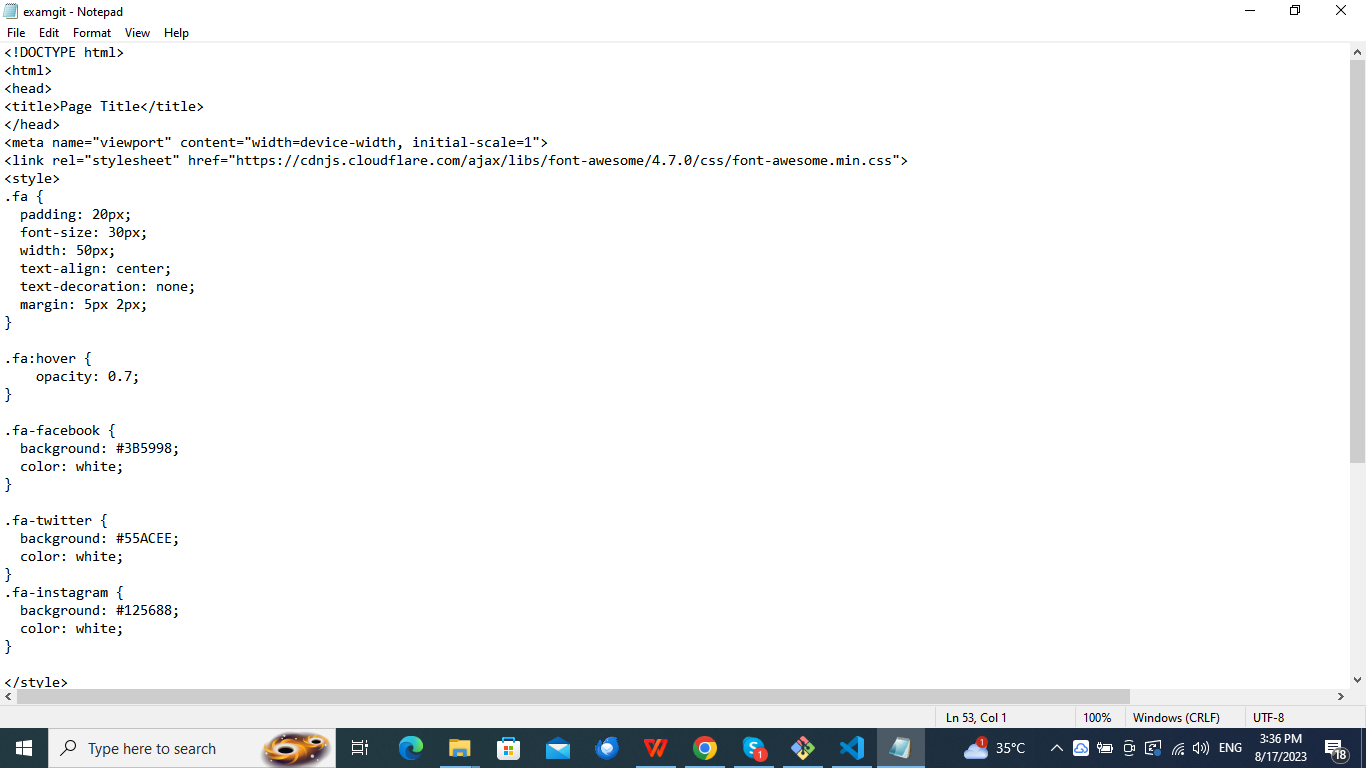 examgit - Notepad
File Edit Format View Help
<!DOCTYPE html>
<html>
<head>
<title>Page Title</title>
</head>
<meta name="viewport" content="width=device-width, initial-scale=1">
<link rel="stylesheet" href="https://cdnjs.cloudflare.com/ajax/libs/font-awesome/4.7.0/css/font-awesome.min.css">
<style>
.fa {
  padding: 20px;
  font-size: 30px;
  width: 50px;
  text-align: center;
  text-decoration: none;
  margin: 5px 2px;
}

.fa:hover {
    opacity: 0.7;
}

.fa-facebook {
  background: #3B5998;
  color: white;
}

.fa-twitter {
  background: #55ACEE;
  color: white;
}
.fa-instagram {
  background: #125688;
  color: white;
}

</style>
Ln 53, Col 1 100% Windows (CRLF) UTF-8
Type here to search 1 1 35°C ENG 3:36 PM
8/17/2023 18